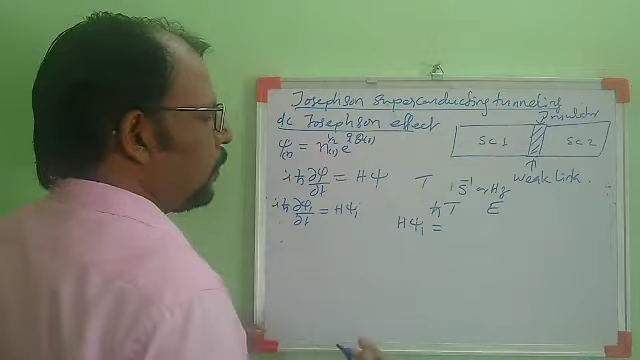 Josephson superconducting tunneling
dc Josephson effect
insulator
SC 1
SC 2
weak link.
ψ(r) = n^{1/2}(r) e^{iθ(r)}
iħ ∂ψ/∂t = Hψ
T
s⁻¹ or Hz
iħ ∂ψ₁/∂t = Hψ₁
ħT
E
Hψ₁ =